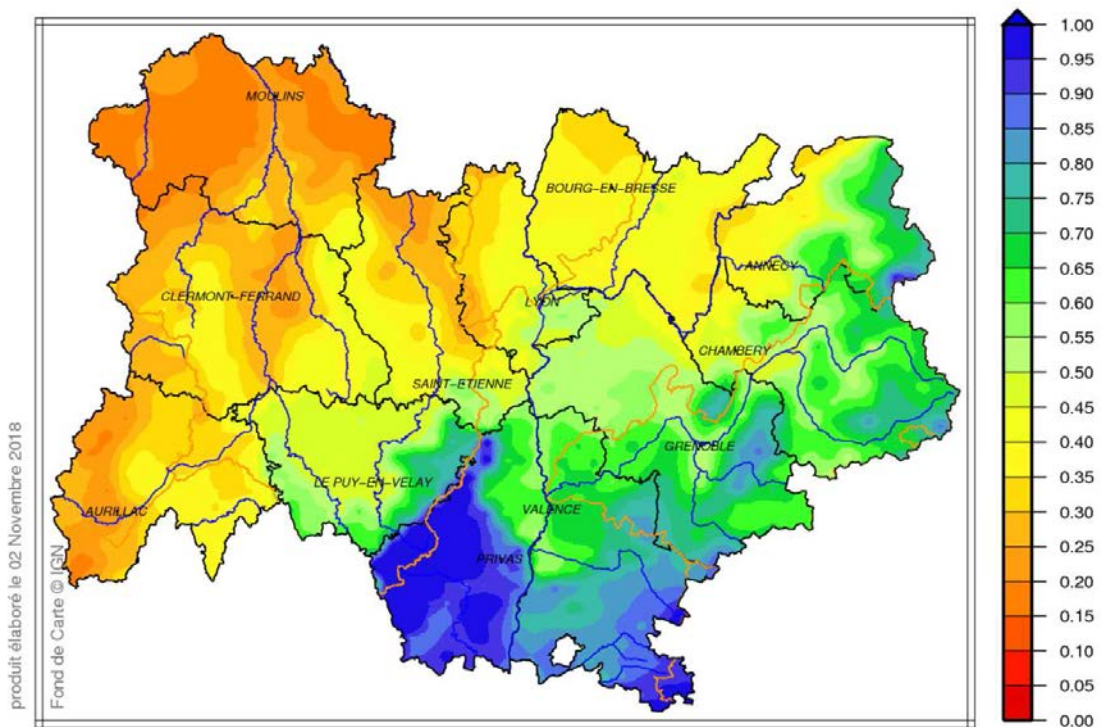 MOULINS
BOURG-EN-BRESSE
ANNECY
CLERMONT-FERRAND
LYON
CHAMBERY
SAINT-ETIENNE
GRENOBLE
LE PUY-EN-VELAY
AURILLAC
VALENCE
PRIVAS
produit élaboré le 02 Novembre 2018
Fond de Carte © IGN
1.00
0.95
0.90
0.85
0.80
0.75
0.70
0.65
0.60
0.55
0.50
0.45
0.40
0.35
0.30
0.25
0.20
0.15
0.10
0.05
0.00